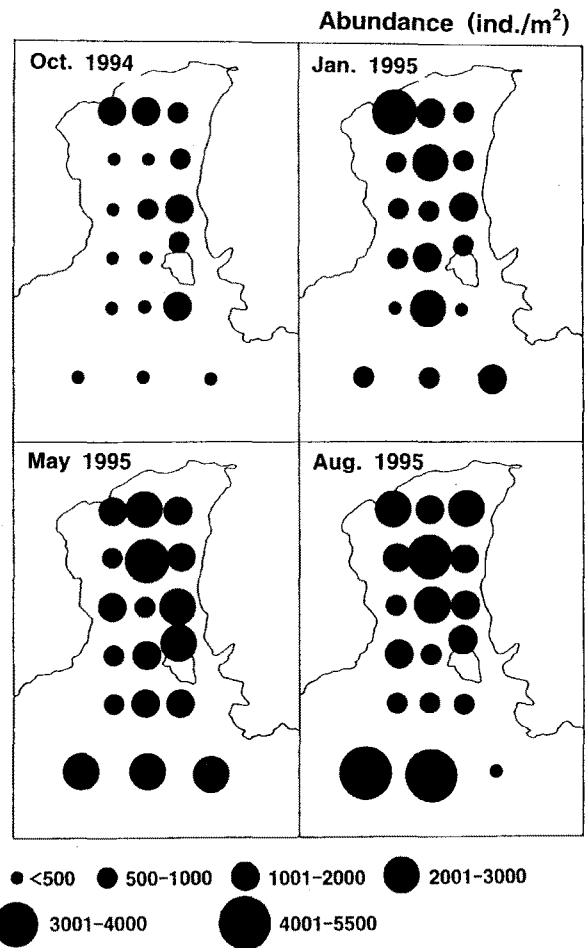 Abundance (ind./m²)
Oct. 1994
Jan. 1995
May 1995
Aug. 1995
<500 500-1000 1001-2000 2001-3000
3001-4000 4001-5500